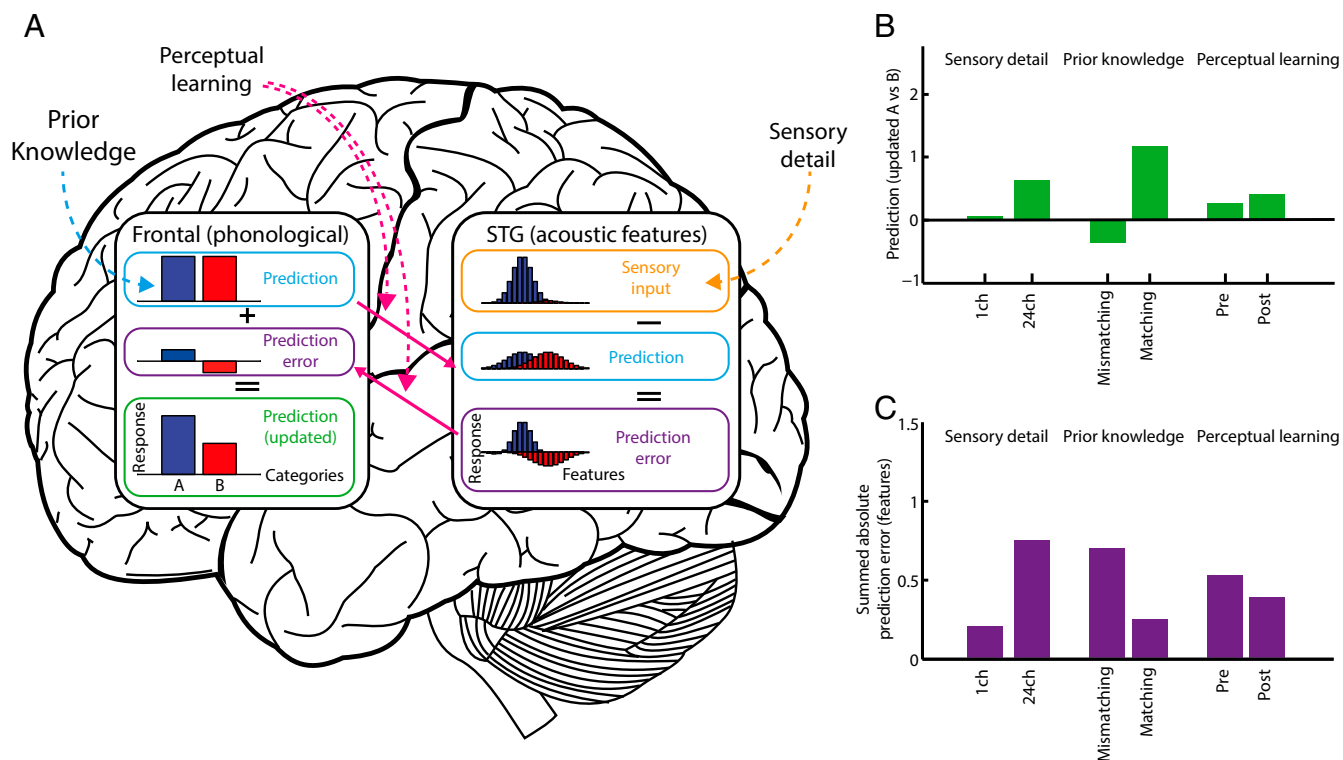 A
Perceptual
learning
Prior
Knowledge
Sensory
detail
Frontal (phonological)
Prediction
+
Prediction
error
=
Response
Prediction
(updated)
Categories
A B
STG (acoustic features)
Sensory
input
–
Prediction
=
Response
Prediction
error
Features
B
Sensory detail Prior knowledge Perceptual learning
Prediction (updated A vs B)
2
1
0
−1
1ch
24ch
Mismatching
Matching
Pre
Post
C
Sensory detail Prior knowledge Perceptual learning
Summed absolute
prediction error (features)
1.5
1
0.5
0
1ch
24ch
Mismatching
Matching
Pre
Post